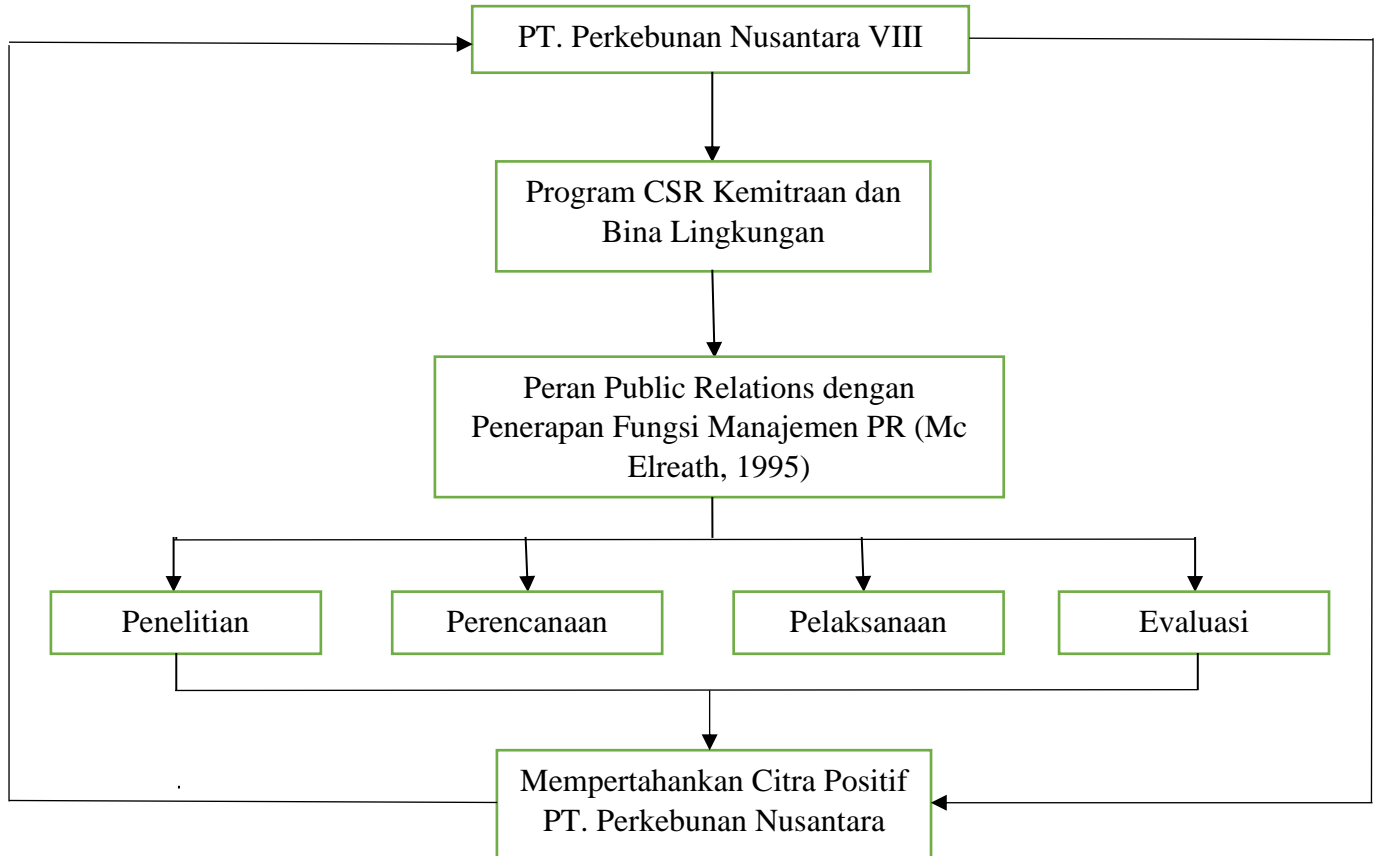 PT. Perkebunan Nusantara VIII
Program CSR Kemitraan dan
Bina Lingkungan
Peran Public Relations dengan
Penerapan Fungsi Manajemen PR (Mc
Elreath, 1995)
Penelitian
Perencanaan
Pelaksanaan
Evaluasi
Mempertahankan Citra Positif
PT. Perkebunan Nusantara